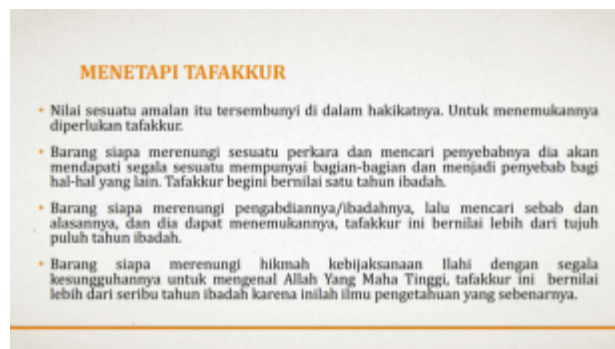 MENETAPI TAFAKKUR
• Nilai sesuatu amalan itu tersembunyi di dalam hakikatnya. Untuk menemukannya
diperlukan tafakkur.
• Barang siapa merenungi sesuatu perkara dan mencari penyebabnya dia akan
mendapati segala sesuatu mempunyai bagian-bagian dan menjadi penyebab bagi
hal-hal yang lain. Tafakkur begini bernilai satu tahun ibadah.
• Barang siapa merenungi pengabdiannya/ibadahnya, lalu mencari sebab dan
alasannya, dan dia dapat menemukannya, tafakkur ini bernilai lebih dari tujuh
puluh tahun ibadah.
• Barang siapa merenungi hikmah kebijaksanaan Ilahi dengan segala
kesungguhannya untuk mengenal Allah Yang Maha Tinggi, tafakkur ini bernilai
lebih dari seribu tahun ibadah karena inilah ilmu pengetahuan yang sebenarnya.